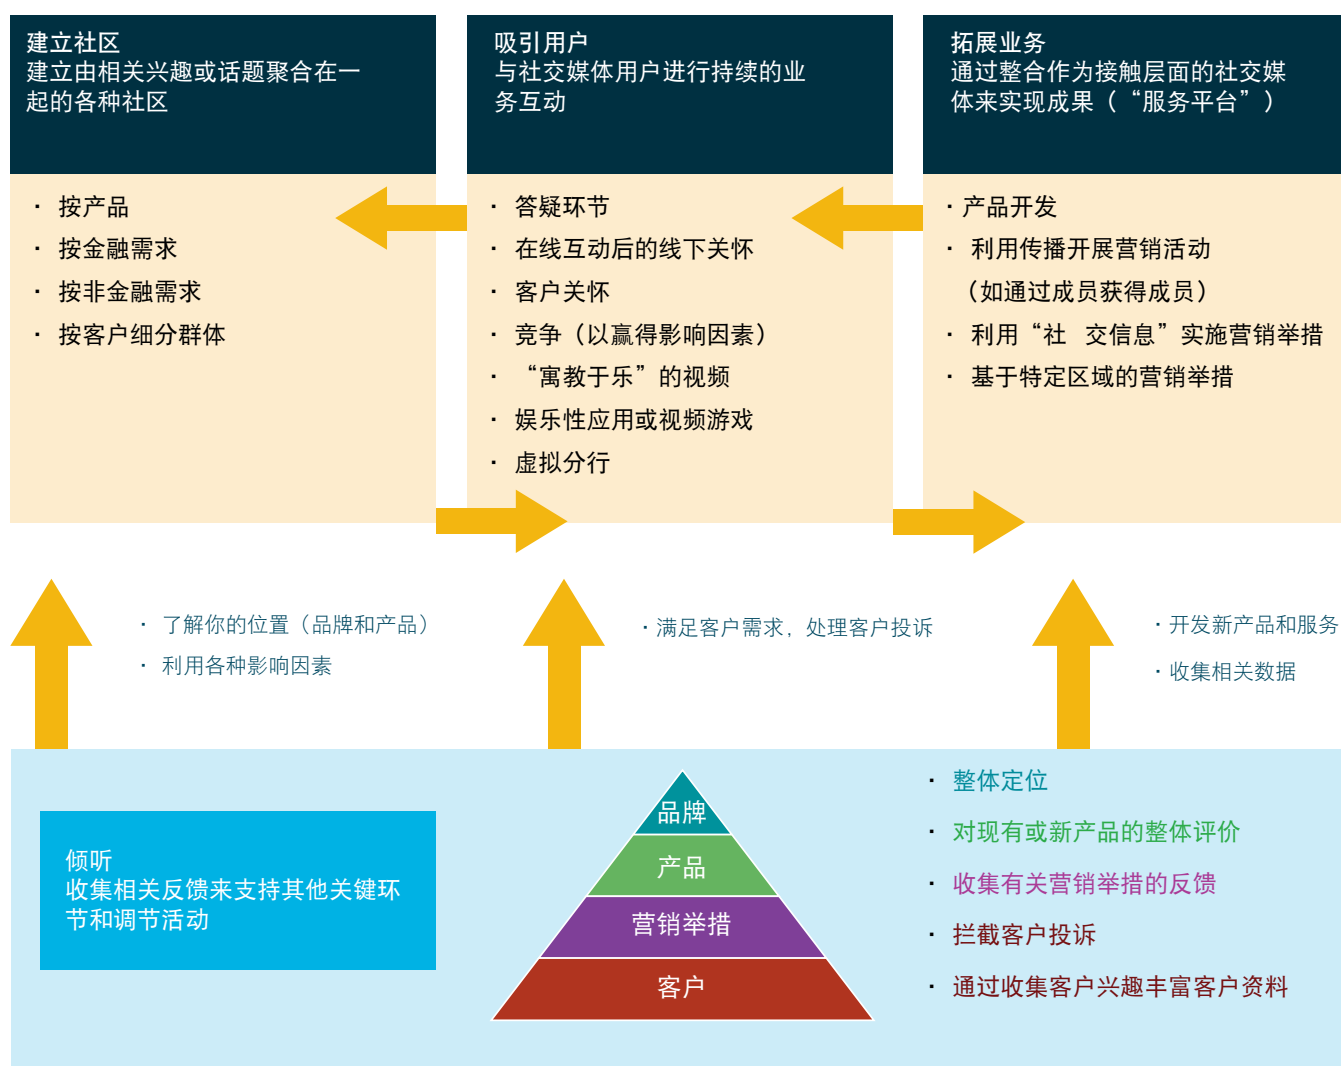 建立社区
建立由相关兴趣或话题聚合在一
起的各种社区
· 按产品
· 按金融需求
· 按非金融需求
· 按客户细分群体
吸引用户
与社交媒体用户进行持续的业
务互动
· 答疑环节
· 在线互动后的线下关怀
· 客户关怀
· 竞争（以赢得影响因素）
· “寓教于乐”的视频
· 娱乐性应用或视频游戏
· 虚拟分行
拓展业务
通过整合作为接触层面的社交媒
体来实现成果（“服务平台”）
· 产品开发
· 利用传播开展营销活动
（如通过成员获得成员）
· 利用“社 交信息”实施营销举措
· 基于特定区域的营销举措
· 了解你的位置（品牌和产品）
· 利用各种影响因素
· 满足客户需求，处理客户投诉
· 开发新产品和服务
· 收集相关数据
倾听
收集相关反馈来支持其他关键环
节和调节活动
品牌
产品
营销举措
客户
· 整体定位
· 对现有或新产品的整体评价
· 收集有关营销举措的反馈
· 拦截客户投诉
· 通过收集客户兴趣丰富客户资料